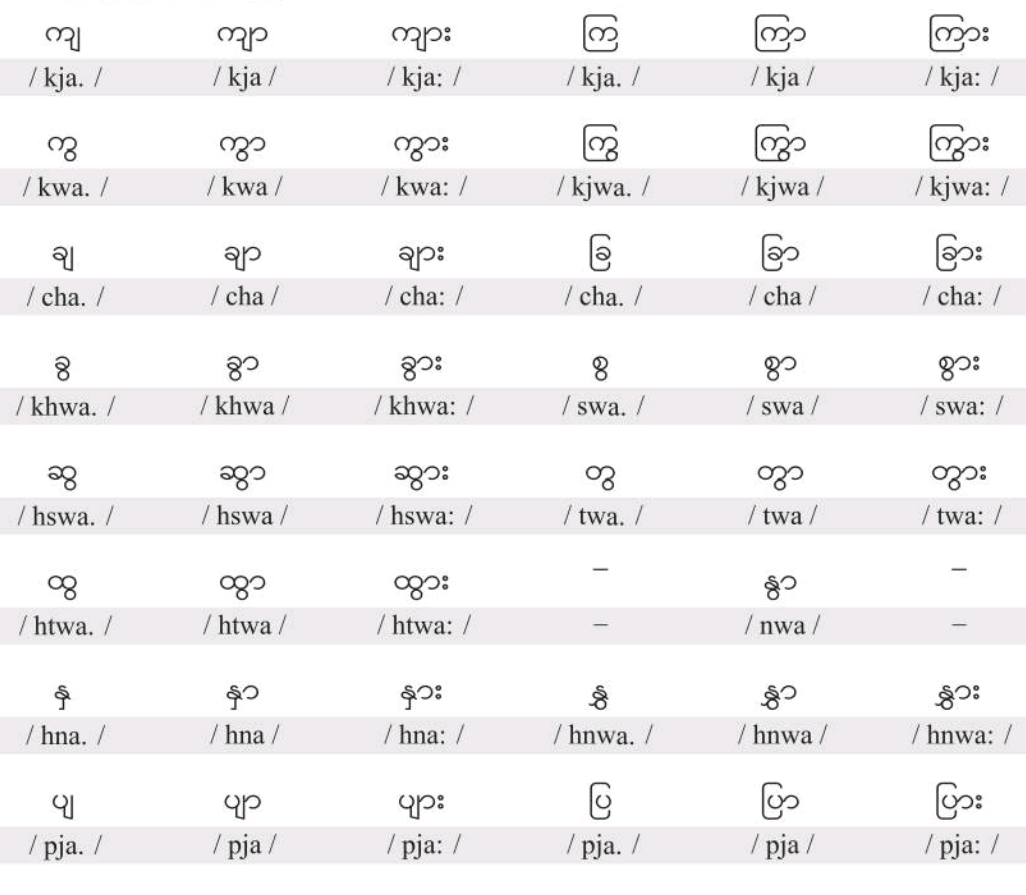 ကျ ကျာ ကျား ကြ ကြာ ကြား
/ kja. / / kja / / kja: / / kja. / / kja / / kja: /
ကွ ကွာ ကွား ကြွ ကြွာ ကြွား
/ kwa. / / kwa / / kwa: / / kjwa. / / kjwa / / kjwa: /
ချ ချာ ချား ခြ ခြာ ခြား
/ cha. / / cha / / cha: / / cha. / / cha / / cha: /
ခွ ခွာ ခွား စွ စွာ စွား
/ khwa. / / khwa / / khwa: / / swa. / / swa / / swa: /
ဆွ ဆွာ ဆွား တွ တွာ တွား
/ hswa. / / hswa / / hswa: / / twa. / / twa / / twa: /
ထွ ထွာ ထွား – နွာ –
/ htwa. / / htwa / / htwa: / – / nwa / –
နှ နှာ နှား နွှ နွှာ နွှား
/ hna. / / hna / / hna: / / hnwa. / / hnwa / / hnwa: /
ပျ ပျာ ပျား ပြ ပြာ ပြား
/ pja. / / pja / / pja: / / pja. / / pja / / pja: /